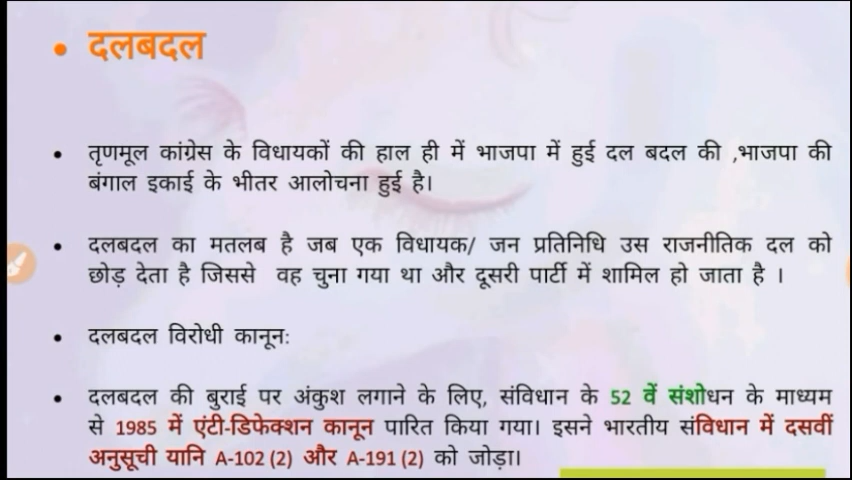 • दलबदल
• तृणमूल कांग्रेस के विधायकों की हाल ही में भाजपा में हुई दल बदल की ,भाजपा की
बंगाल इकाई के भीतर आलोचना हुई है।
• दलबदल का मतलब है जब एक विधायक/ जन प्रतिनिधि उस राजनीतिक दल को
छोड़ देता है जिससे वह चुना गया था और दूसरी पार्टी में शामिल हो जाता है ।
• दलबदल विरोधी कानून:
• दलबदल की बुराई पर अंकुश लगाने के लिए, संविधान के 52 वें संशोधन के माध्यम
से 1985 में एंटी-डिफेक्शन कानून पारित किया गया। इसने भारतीय संविधान में दसवीं
अनुसूची यानि A-102 (2) और A-191 (2) को जोड़ा।